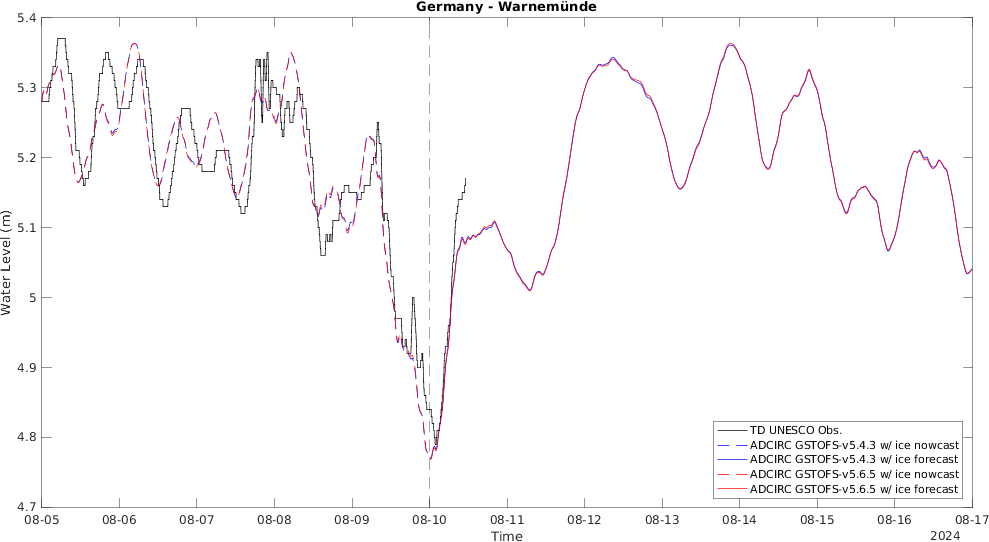 Germany - Warnemünde
5.4
5.3
5.2
5.1
5
4.9
4.8
4.7
Water Level (m)
08-05 08-06 08-07 08-08 08-09 08-10 08-11 08-12 08-13 08-14 08-15 08-16 08-17
Time
2024
TD UNESCO Obs.
ADCIRC GSTOFS-v5.4.3 w/ ice nowcast
ADCIRC GSTOFS-v5.4.3 w/ ice forecast
ADCIRC GSTOFS-v5.6.5 w/ ice nowcast
ADCIRC GSTOFS-v5.6.5 w/ ice forecast